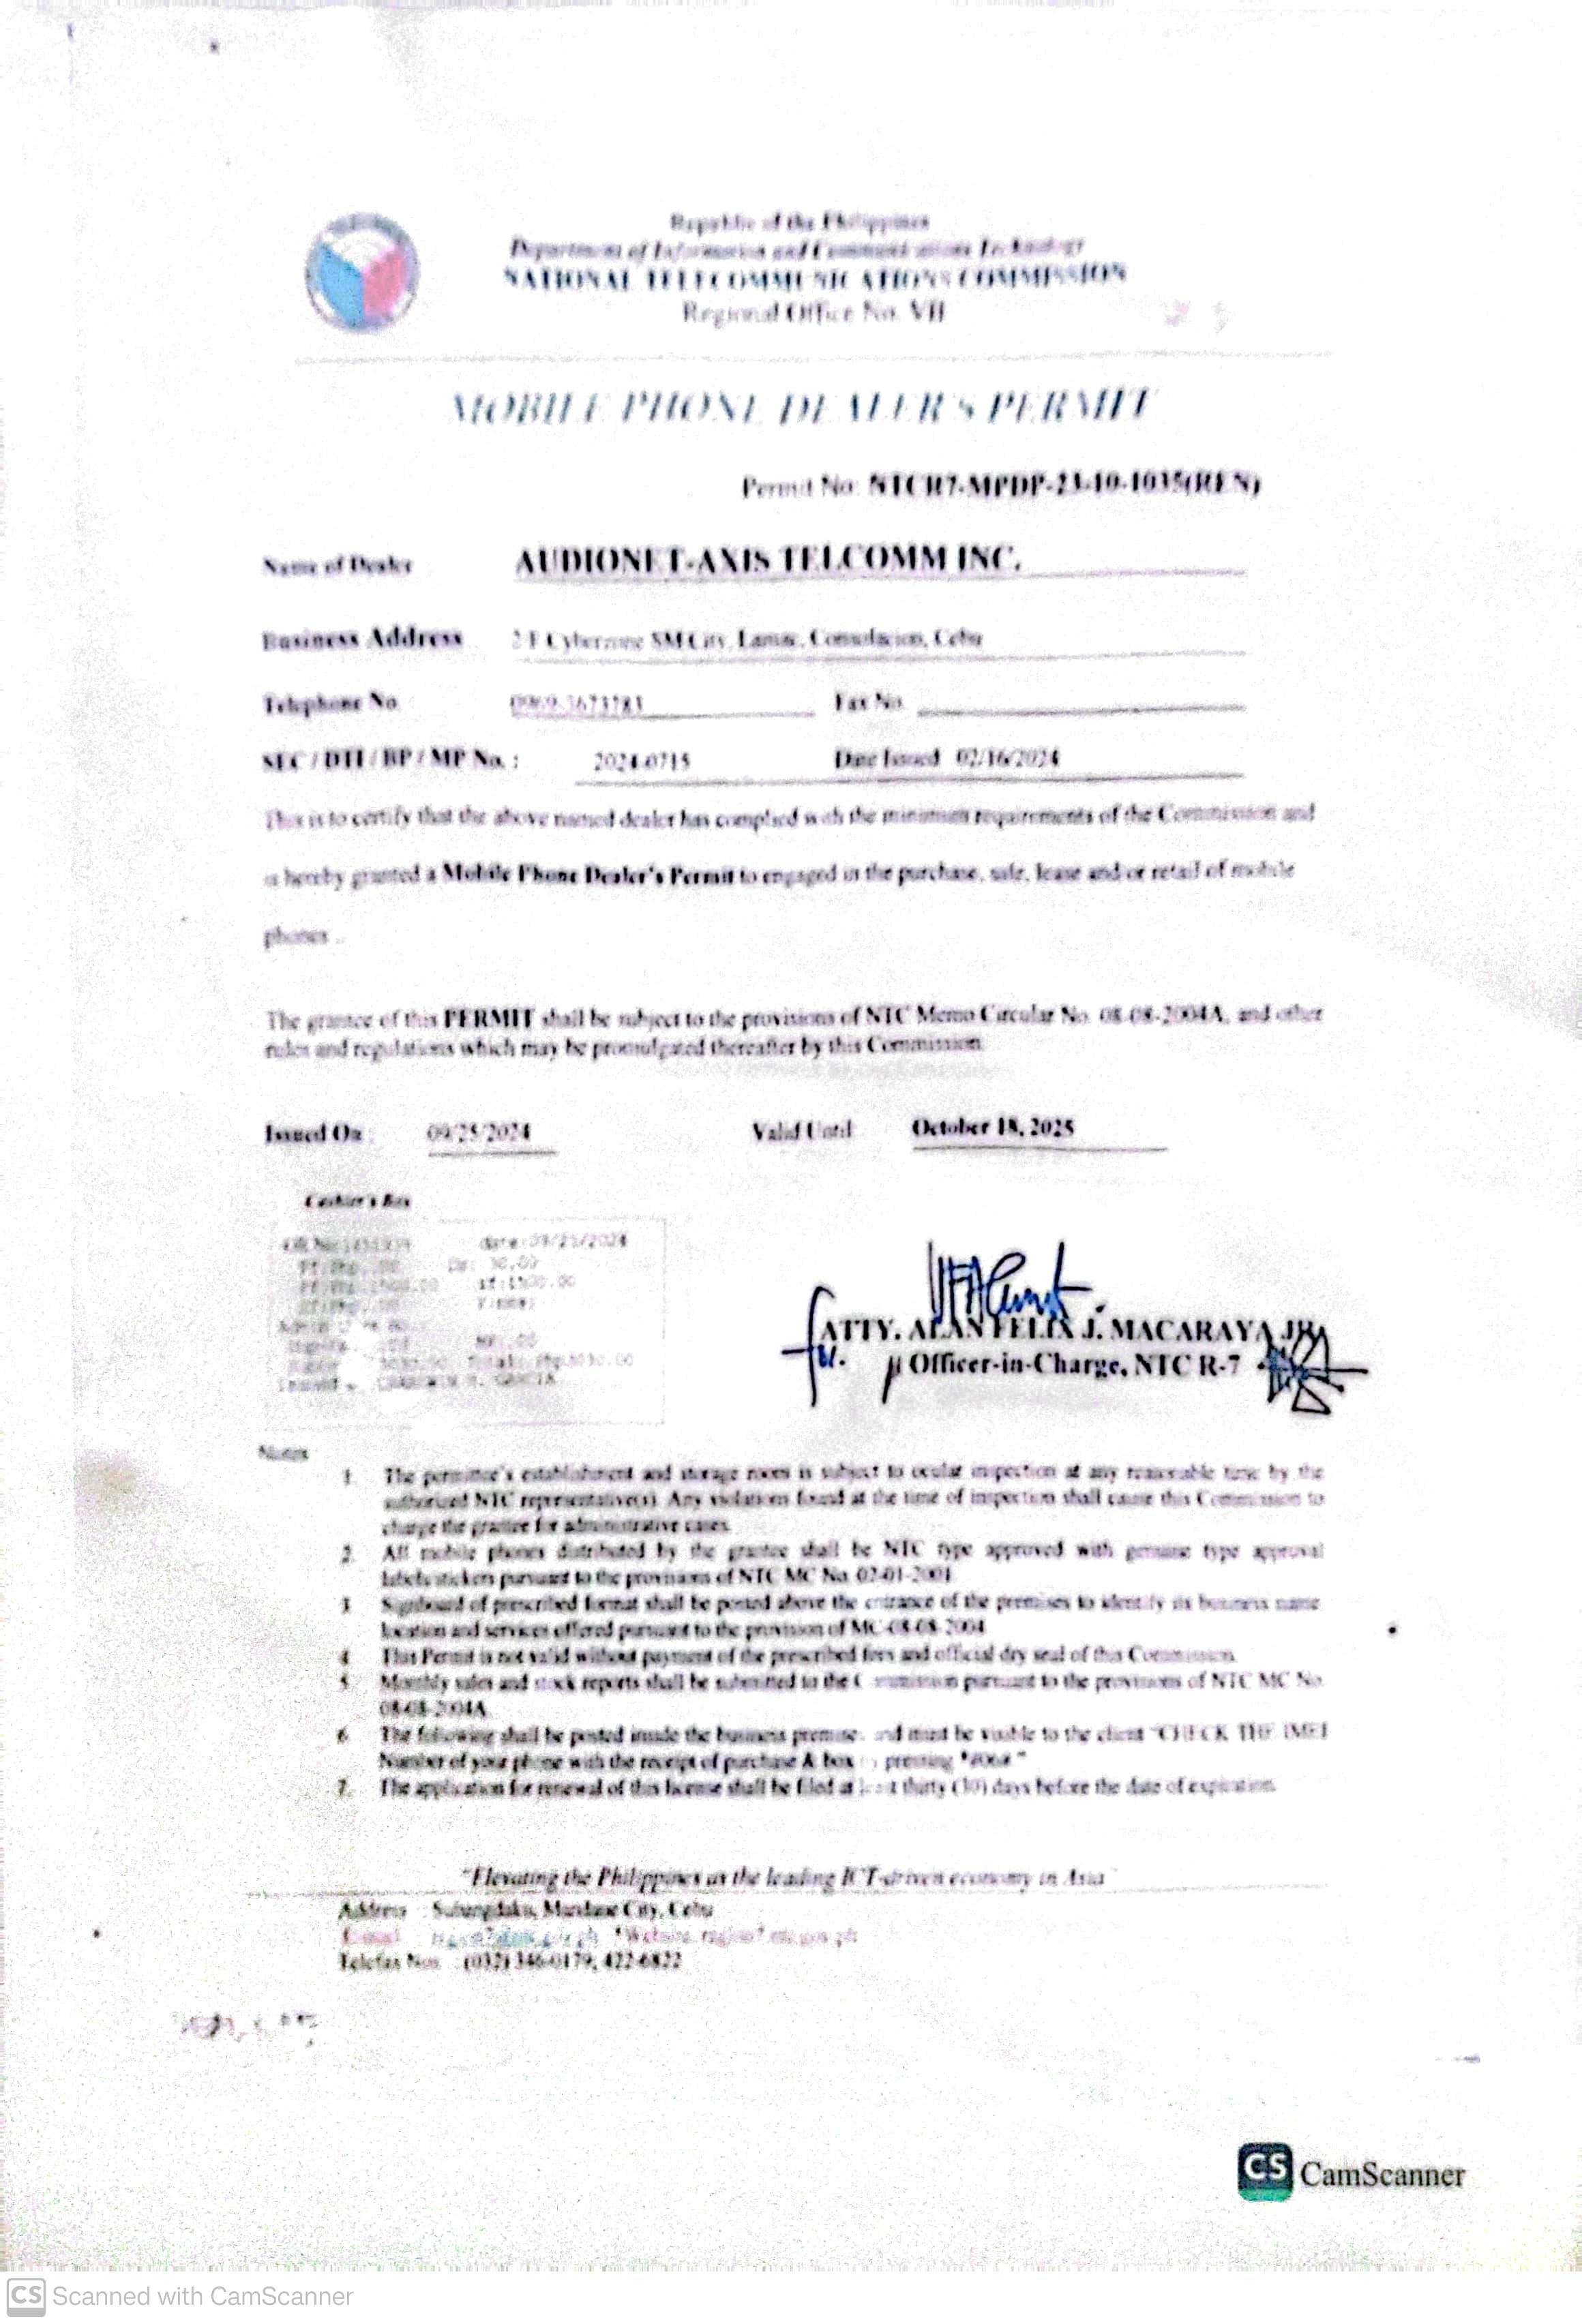 Republic of the Philippines
Department of Information and Communications Technology
NATIONAL TELECOMMUNICATIONS COMMISSION
Regional Office No. VII
MOBILE PHONE DEALER'S PERMIT
Permit No: NTCR7-MPDP-23-10-1035(REN)
Name of Dealer AUDIONET-AXIS TELCOMM INC.
Business Address 2/F Cyberzone SM City, Lamac, Consolacion, Cebu
Telephone No Fax No.
SEC / DTI / BP / MP No. : 2024-0715 Date Issued 02/16/2024
This is to certify that the above named dealer has complied with the minimum requirements of the Commission and
is hereby granted a Mobile Phone Dealer's Permit to engaged in the purchase, sale, lease and/or retail of mobile
phones .
The grantee of this PERMIT shall be subject to the provisions of NTC Memo Circular No. 08-08-2004A, and other
rules and regulations which may be promulgated thereafter by this Commission.
Issued On 09/25/2024 Valid Until October 18, 2025
Cashier's Box
date:09/25/2024
ATTY. ALAN FELIX J. MACARAYA JR.
Officer-in-Charge, NTC R-7
Notes
1. The permittee's establishment and storage room is subject to ocular inspection at any reasonable time by the
authorized NTC representative(s). Any violations found at the time of inspection shall cause this Commission to
charge the grantee for administrative cases.
2. All mobile phones distributed by the grantee shall be NTC type approved with genuine type approval
labels/stickers pursuant to the provisions of NTC MC No. 02-01-2001
3. Signboard of prescribed format shall be posted above the entrance of the premises to identify its business name
location and services offered pursuant to the provision of MC-08-08-2004
4. This Permit is not valid without payment of the prescribed fees and official dry seal of this Commission.
5. Monthly sales and stock reports shall be submitted to the Commission pursuant to the provisions of NTC MC No.
08-08-2004A.
6. The following shall be posted inside the business premise, and must be visible to the client "CHECK THE IMEI
Number of your phone with the receipt of purchase & box by pressing
7. The application for renewal of this license shall be filed at least thirty (30) days before the date of expiration.
"Elevating the Philippines as the leading ICT-driven economy in Asia"
Address : Subangdaku, Mandaue City, Cebu
Telefax Nos. : (032) 346-0179, 422-6822
CS CamScanner
CS Scanned with CamScanner